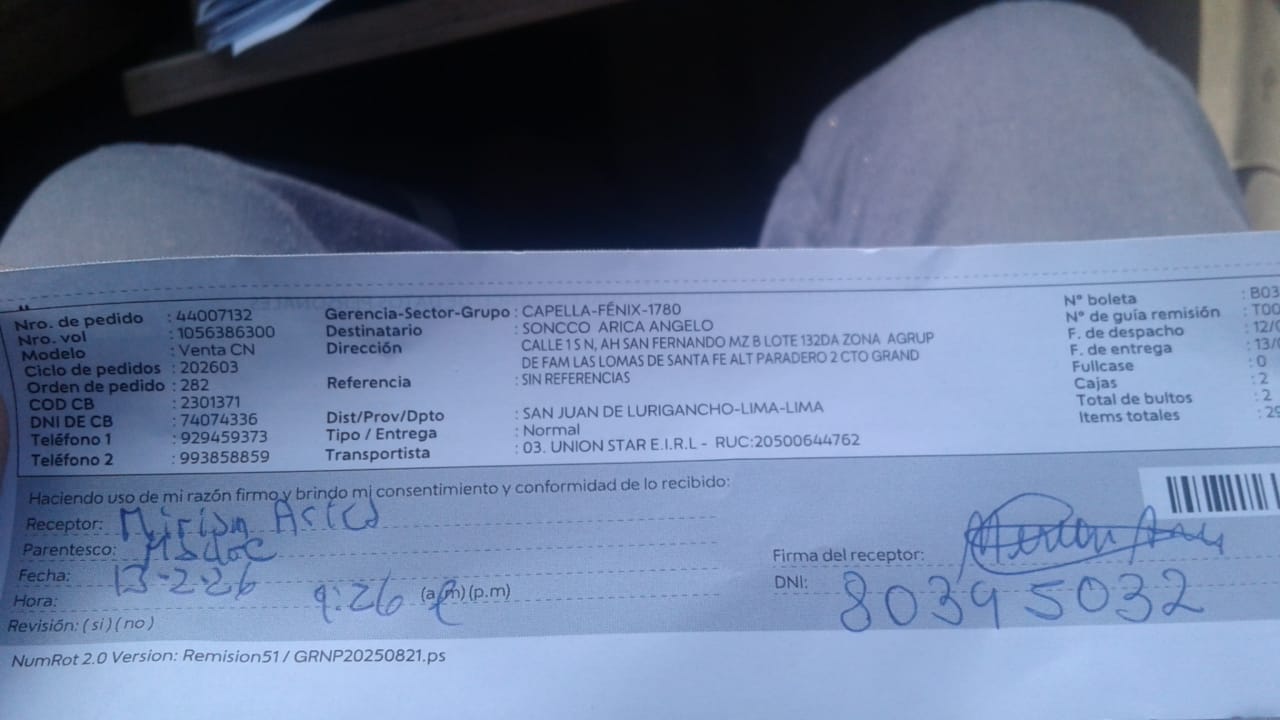 Nro. de pedido : 44007132
Nro. vol : 1056386300
Modelo : Venta CN
Ciclo de pedidos : 202603
Orden de pedido : 282
COD CB : 2301371
DNI DE CB : 74074336
Teléfono 1 : 929459373
Teléfono 2 : 993858859
Gerencia-Sector-Grupo : CAPELLA-FÉNIX-1780
Destinatario : SONCCO ARICA ANGELO
Dirección : CALLE 1 S N, AH SAN FERNANDO MZ B LOTE 132DA ZONA AGRUP
DE FAM LAS LOMAS DE SANTA FE ALT PARADERO 2 CTO GRAND
Referencia : SIN REFERENCIAS
Dist/Prov/Dpto : SAN JUAN DE LURIGANCHO-LIMA-LIMA
Tipo / Entrega : Normal
Transportista : 03. UNION STAR E.I.R.L - RUC:20500644762
N° boleta : B03
N° de guía remisión : T00
F. de despacho : 12/0
F. de entrega : 13/0
Fullcase : 0
Cajas : 2
Total de bultos : 2
Items totales :
Haciendo uso de mi razón firmo y brindo mi consentimiento y conformidad de lo recibido:
Receptor: Mirian
Parentesco:
Fecha: 13-2-26
Hora: 9:26 (a.m) (p.m)
Revisión: ( si ) ( no )
Firma del receptor:
DNI: 80395032
NumRot 2.0 Version: Remision51 / GRNP20250821.ps